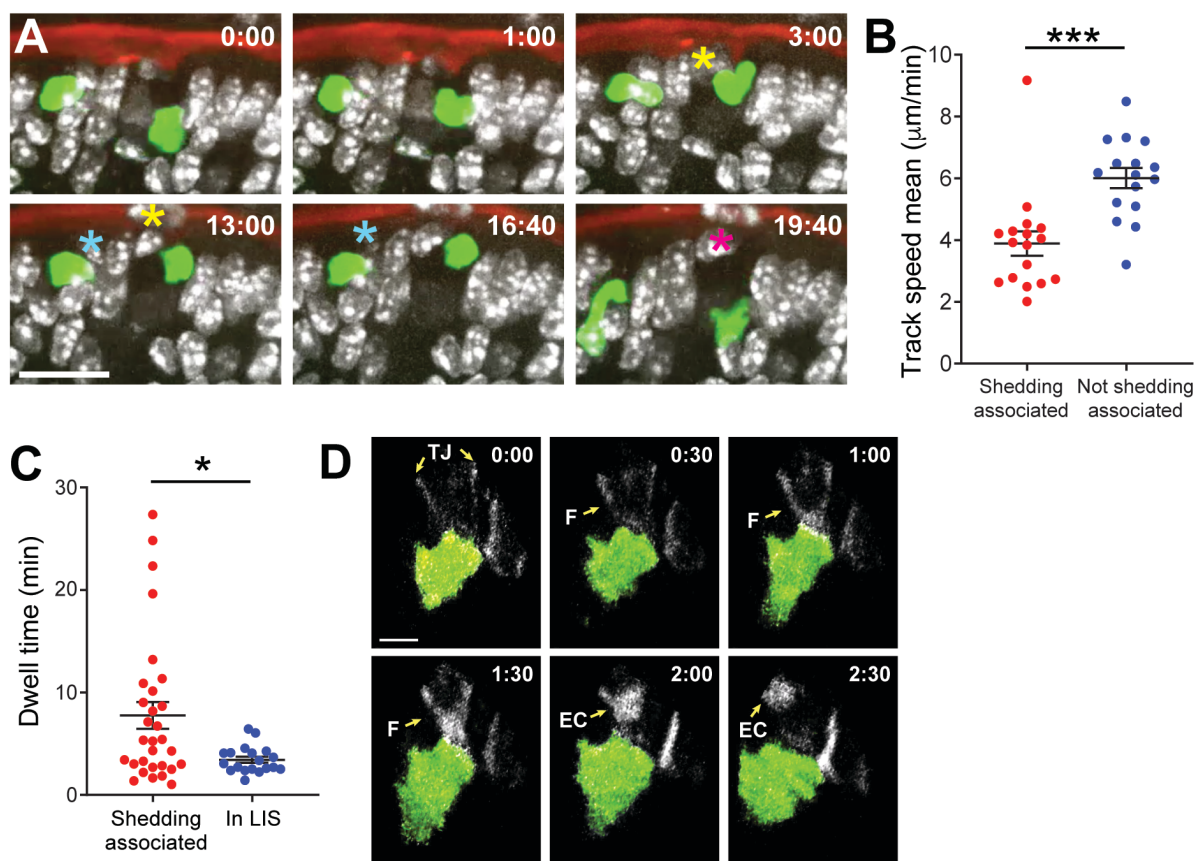 A
0:00
1:00
3:00
*
13:00
*
*
16:40
*
19:40
*
B
***
Track speed mean (μm/min)
10
8
6
4
2
0
Shedding
associated
Not shedding
associated
C
*
Dwell time (min)
30
20
10
0
Shedding
associated
In LIS
D
TJ
0:00
0:30
F
1:00
F
1:30
F
2:00
EC
2:30
EC